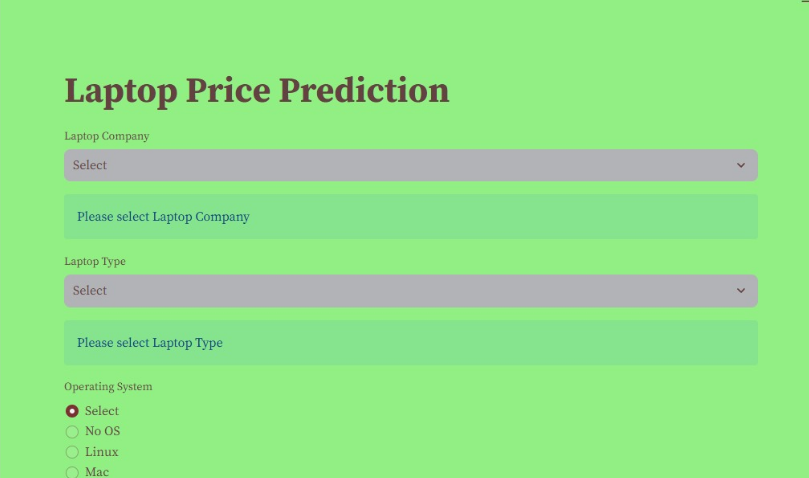 Laptop Price Prediction
Laptop Company
Select
Please select Laptop Company
Laptop Type
Select
Please select Laptop Type
Operating System
Select
No OS
Linux
Mac